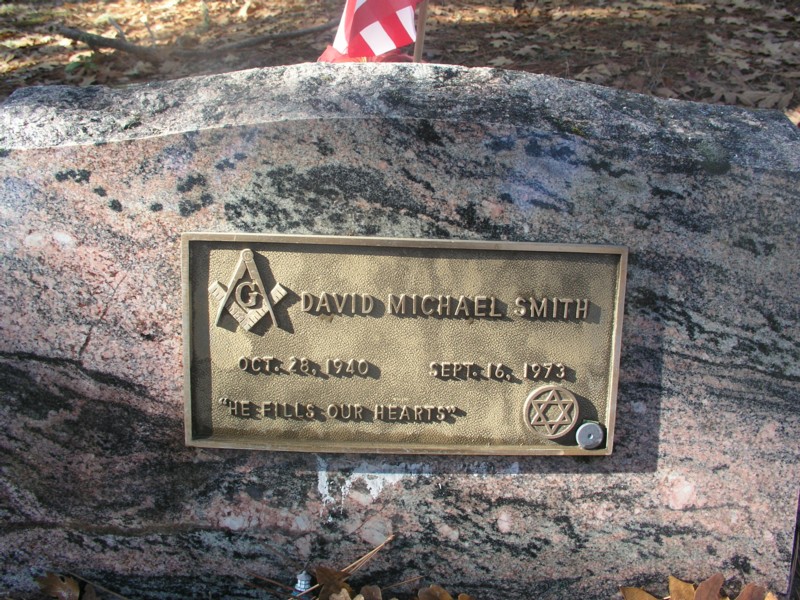 G
DAVID MICHAEL SMITH
OCT. 28, 1940 SEPT. 16, 1973
"HE FILLS OUR HEARTS"